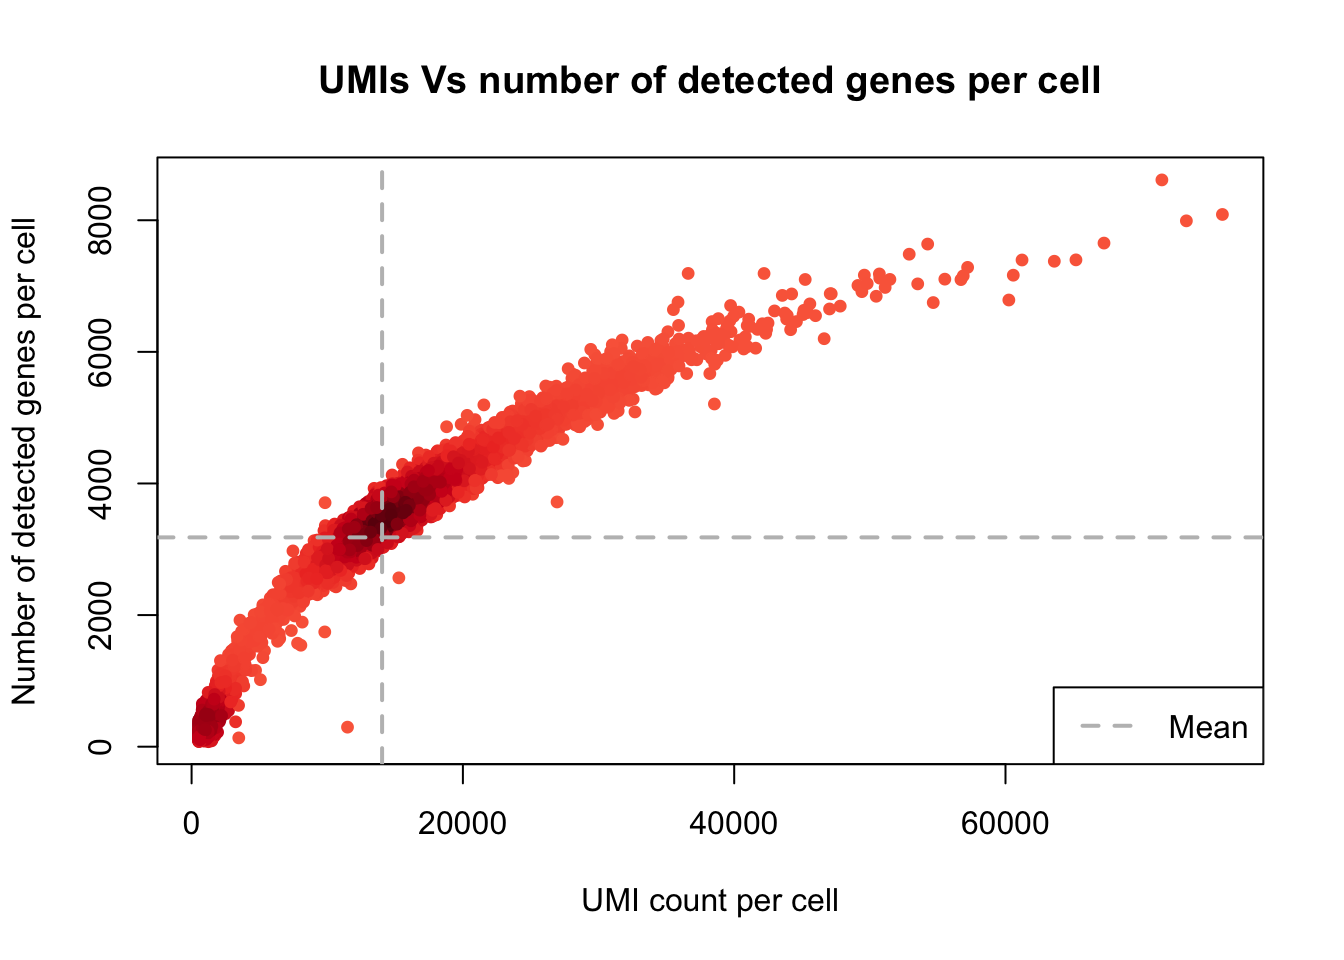 UMIs Vs number of detected genes per cell
Number of detected genes per cell
8000
6000
4000
2000
0
0 20000 40000 60000
UMI count per cell
Mean